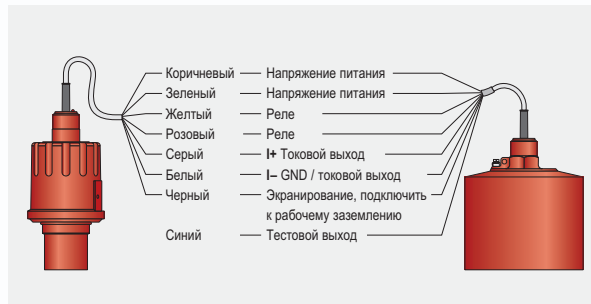 Коричневый Напряжение питания
Зеленый Напряжение питания
Желтый Реле
Розовый Реле
Серый I+ Токовой выход
Белый I– GND / токовой выход
Черный Экранирование, подключить
к рабочему заземлению
Синий Тестовой выход